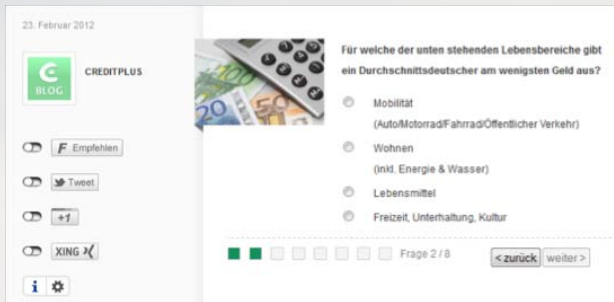 23. Februar 2012
C
BLOG
CREDITPLUS
F Empfehlen
Tweet
+1
XING
i
20
50
Für welche der unten stehenden Lebensbereiche gibt
ein Durchschnittsdeutscher am wenigsten Geld aus?
Mobilität
(Auto/Motorrad/Fahrrad/Öffentlicher Verkehr)
Wohnen
(inkl. Energie & Wasser)
Lebensmittel
Freizeit, Unterhaltung, Kultur
Frage 2 / 8
< zurück
weiter >